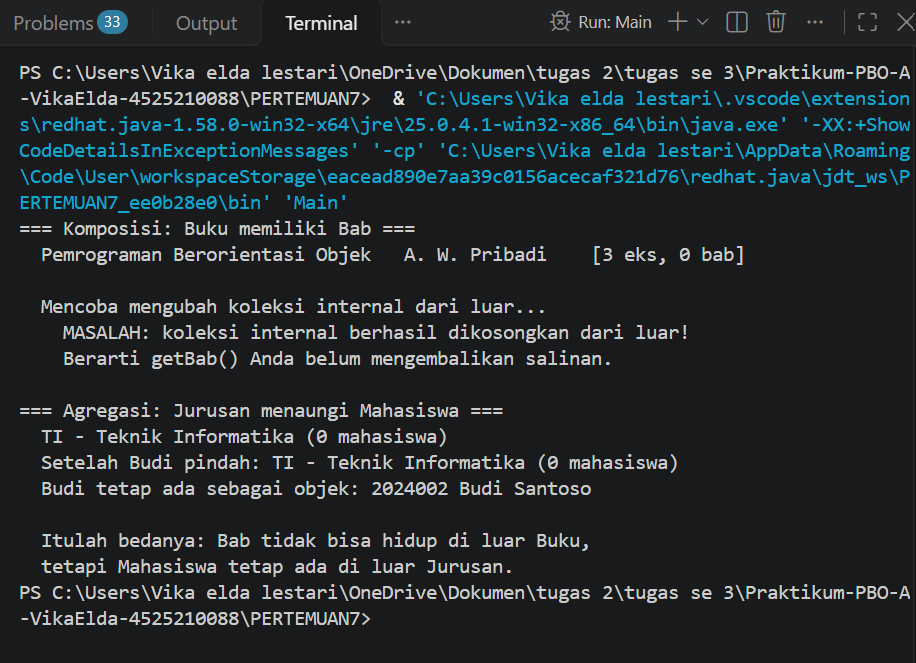 Problems 33 Output Terminal ··· Run: Main ···
PS C:\Users\Vika elda lestari\OneDrive\Dokumen\tugas 2\tugas se 3\Praktikum-PBO-A
-VikaElda-4525210088\PERTEMUAN7>  & 'C:\Users\Vika elda lestari\.vscode\extension
s\redhat.java-1.58.0-win32-x64\jre\25.0.4.1-win32-x86_64\bin\java.exe' '-XX:+Show
CodeDetailsInExceptionMessages' '-cp' 'C:\Users\Vika elda lestari\AppData\Roaming
\Code\User\workspaceStorage\eacead890e7aa39c0156acecaf321d76\redhat.java\jdt_ws\P
ERTEMUAN7_ee0b28e0\bin' 'Main'
=== Komposisi: Buku memiliki Bab ===
  Pemrograman Berorientasi Objek   A. W. Pribadi    [3 eks, 0 bab]
  Mencoba mengubah koleksi internal dari luar...
    MASALAH: koleksi internal berhasil dikosongkan dari luar!
    Berarti getBab() Anda belum mengembalikan salinan.
=== Agregasi: Jurusan menaungi Mahasiswa ===
  TI - Teknik Informatika (0 mahasiswa)
  Setelah Budi pindah: TI - Teknik Informatika (0 mahasiswa)
  Budi tetap ada sebagai objek: 2024002 Budi Santoso
  Itulah bedanya: Bab tidak bisa hidup di luar Buku,
  tetapi Mahasiswa tetap ada di luar Jurusan.
PS C:\Users\Vika elda lestari\OneDrive\Dokumen\tugas 2\tugas se 3\Praktikum-PBO-A
-VikaElda-4525210088\PERTEMUAN7>